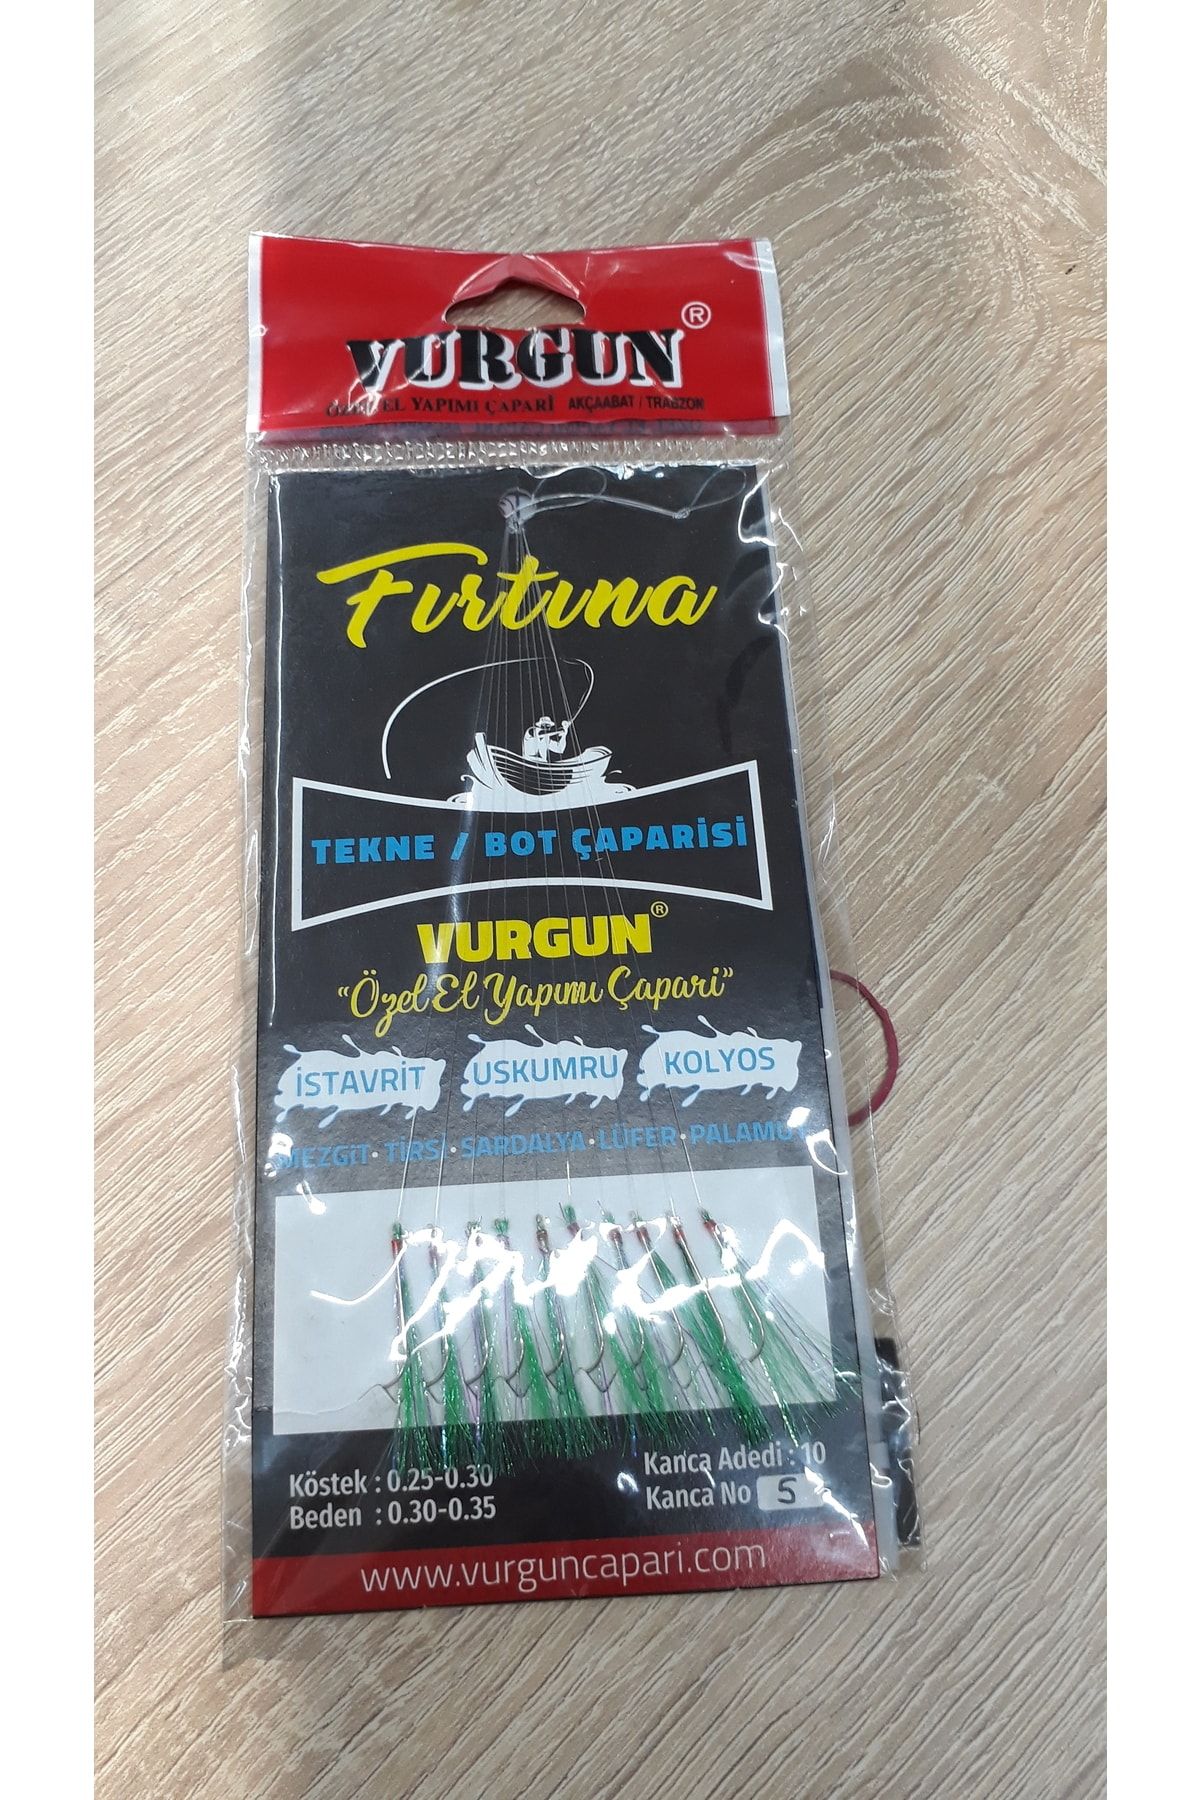 VURGUN®
ÖZEL EL YAPIMI ÇAPARİ AKÇAABAT / TRABZON
Fırtına
TEKNE / BOT ÇAPARİSİ
VURGUN®
"Özel El Yapımı Çapari"
İSTAVRİT USKUMRU KOLYOS
MEZGİT • TİRSİ • SARDALYA • LÜFER • PALAMUT
Köstek : 0.25-0.30 Kanca Adedi : 10
Beden : 0.30-0.35 Kanca No 5
www.vurguncapari.com